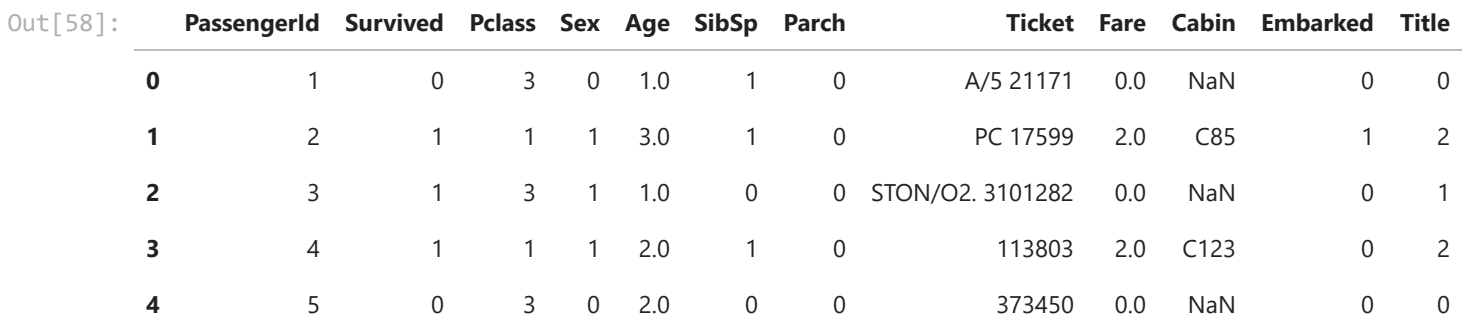 Out[58]: PassengerId Survived Pclass Sex Age SibSp Parch Ticket Fare Cabin Embarked Title
0 1 0 3 0 1.0 1 0 A/5 21171 0.0 NaN 0 0
1 2 1 1 1 3.0 1 0 PC 17599 2.0 C85 1 2
2 3 1 3 1 1.0 0 0 STON/O2. 3101282 0.0 NaN 0 1
3 4 1 1 1 2.0 1 0 113803 2.0 C123 0 2
4 5 0 3 0 2.0 0 0 373450 0.0 NaN 0 0